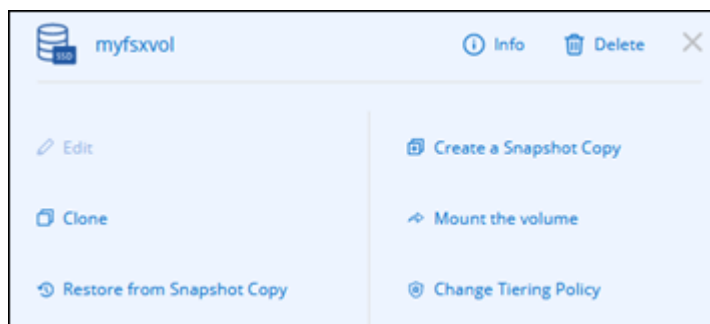 myfsxvol
Info
Delete
SSD
Edit
Create a Snapshot Copy
Clone
Mount the volume
Restore from Snapshot Copy
Change Tiering Policy